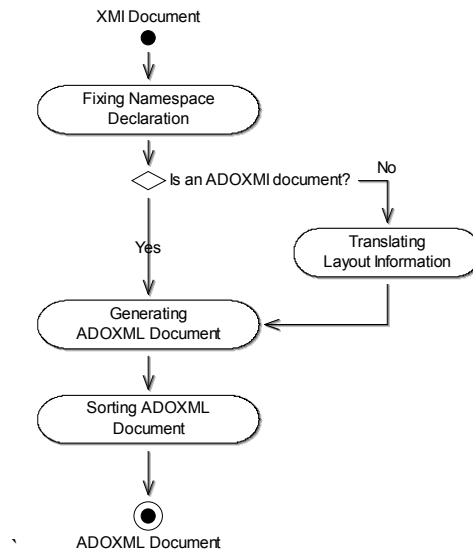 XMI Document
Fixing Namespace
Declaration
Is an ADOXMI document?
No
Yes
Translating
Layout Information
Generating
ADOXML Document
Sorting ADOXML
Document
`
ADOXML Document